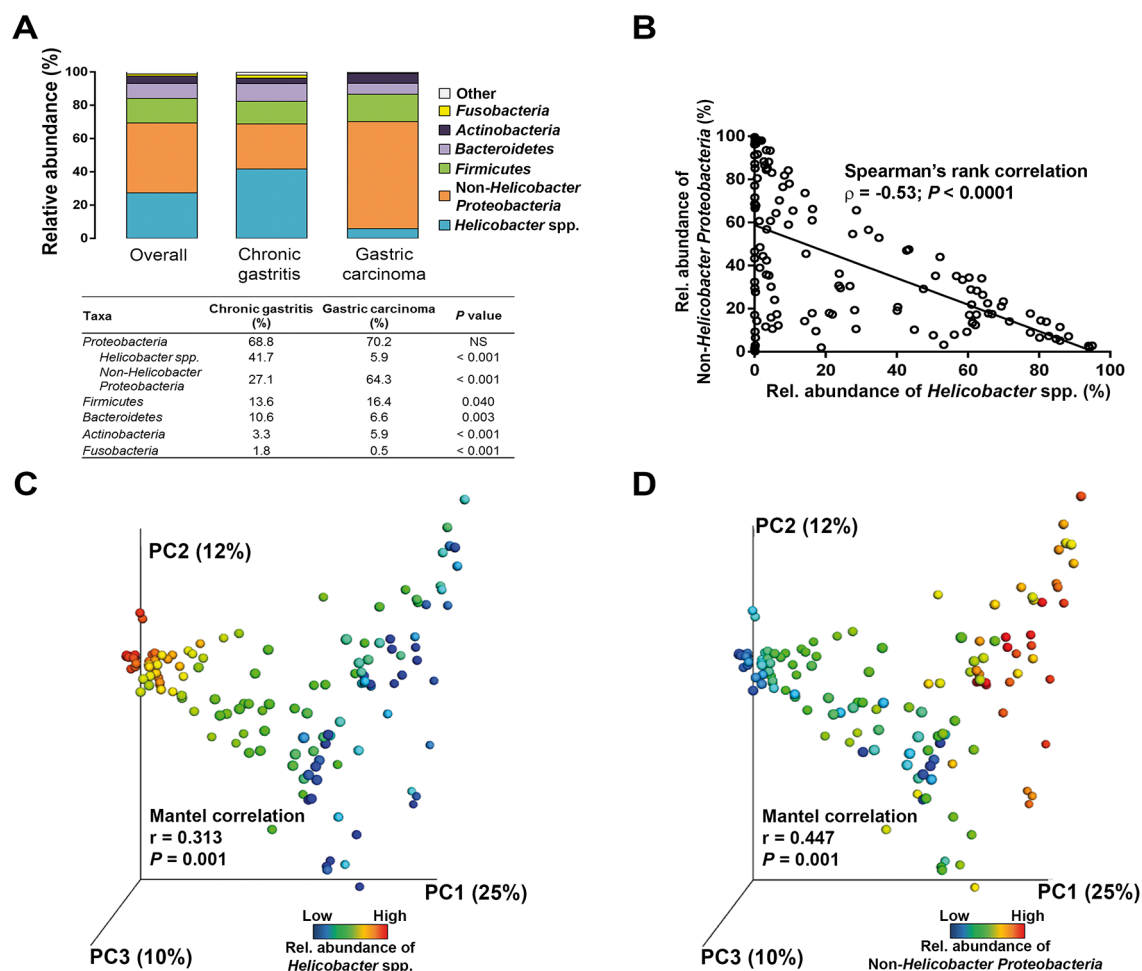 A
Relative abundance (%)
100
80
60
40
20
0
Overall
Chronic
gastritis
Gastric
carcinoma
Other
Fusobacteria
Actinobacteria
Bacteroidetes
Firmicutes
Non-Helicobacter
Proteobacteria
Helicobacter spp.
Taxa Chronic gastritis (%) Gastric carcinoma (%) P value
Proteobacteria 68.8 70.2 NS
Helicobacter spp. 41.7 5.9 < 0.001
Non-Helicobacter
Proteobacteria 27.1 64.3 < 0.001
Firmicutes 13.6 16.4 0.040
Bacteroidetes 10.6 6.6 0.003
Actinobacteria 3.3 5.9 < 0.001
Fusobacteria 1.8 0.5 < 0.001
B
Rel. abundance of
Non-Helicobacter Proteobacteria (%)
100
80
60
40
20
0
Spearman's rank correlation
ρ = -0.53; P < 0.0001
0 20 40 60 80 100
Rel. abundance of Helicobacter spp. (%)
C
PC2 (12%)
Mantel correlation
r = 0.313
P = 0.001
PC1 (25%)
PC3 (10%)
Low High
Rel. abundance of
Helicobacter spp.
D
PC2 (12%)
Mantel correlation
r = 0.447
P = 0.001
PC1 (25%)
PC3 (10%)
Low High
Rel. abundance of
Non-Helicobacter Proteobacteria